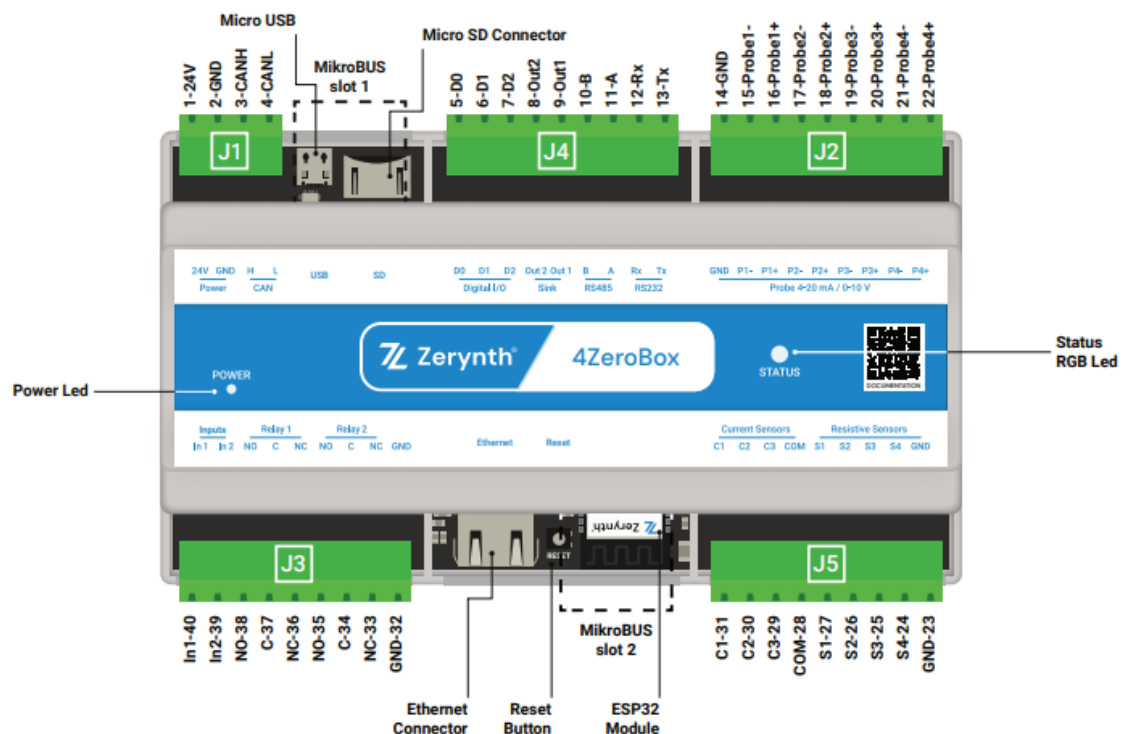 Micro USB
Micro SD Connector
MikroBUS
slot 1
1-24V
2-GND
3-CANH
4-CANL
5-D0
6-D1
7-D2
8-Out2
9-Out1
10-B
11-A
12-Rx
13-Tx
14-GND
15-Probe1-
16-Probe1+
17-Probe2-
18-Probe2+
19-Probe3-
20-Probe3+
21-Probe4-
22-Probe4+
J1
J4
J2
24V GND H L USB SD D0 D1 D2 Out 2 Out 1 B A Rx Tx GND P1- P1+ P2- P2+ P3- P3+ P4- P4+
Power CAN Digital I/O Sink RS485 RS232 Probe 4-20 mA / 0-10 V
Zerynth®
4ZeroBox
POWER
STATUS
DOCUMENTATION
Power Led
Status
RGB Led
Inputs Relay 1 Relay 2 Ethernet Reset Current Sensors Resistive Sensors
In 1 In 2 NO C NC NO C NC GND C1 C2 C3 COM S1 S2 S3 S4 GND
Zerynth
RESET
J3
J5
In1-40
In2-39
NO-38
C-37
NC-36
NO-35
C-34
NC-33
GND-32
MikroBUS
slot 2
C1-31
C2-30
C3-29
COM-28
S1-27
S2-26
S3-25
S4-24
GND-23
Ethernet
Connector
Reset
Button
ESP32
Module